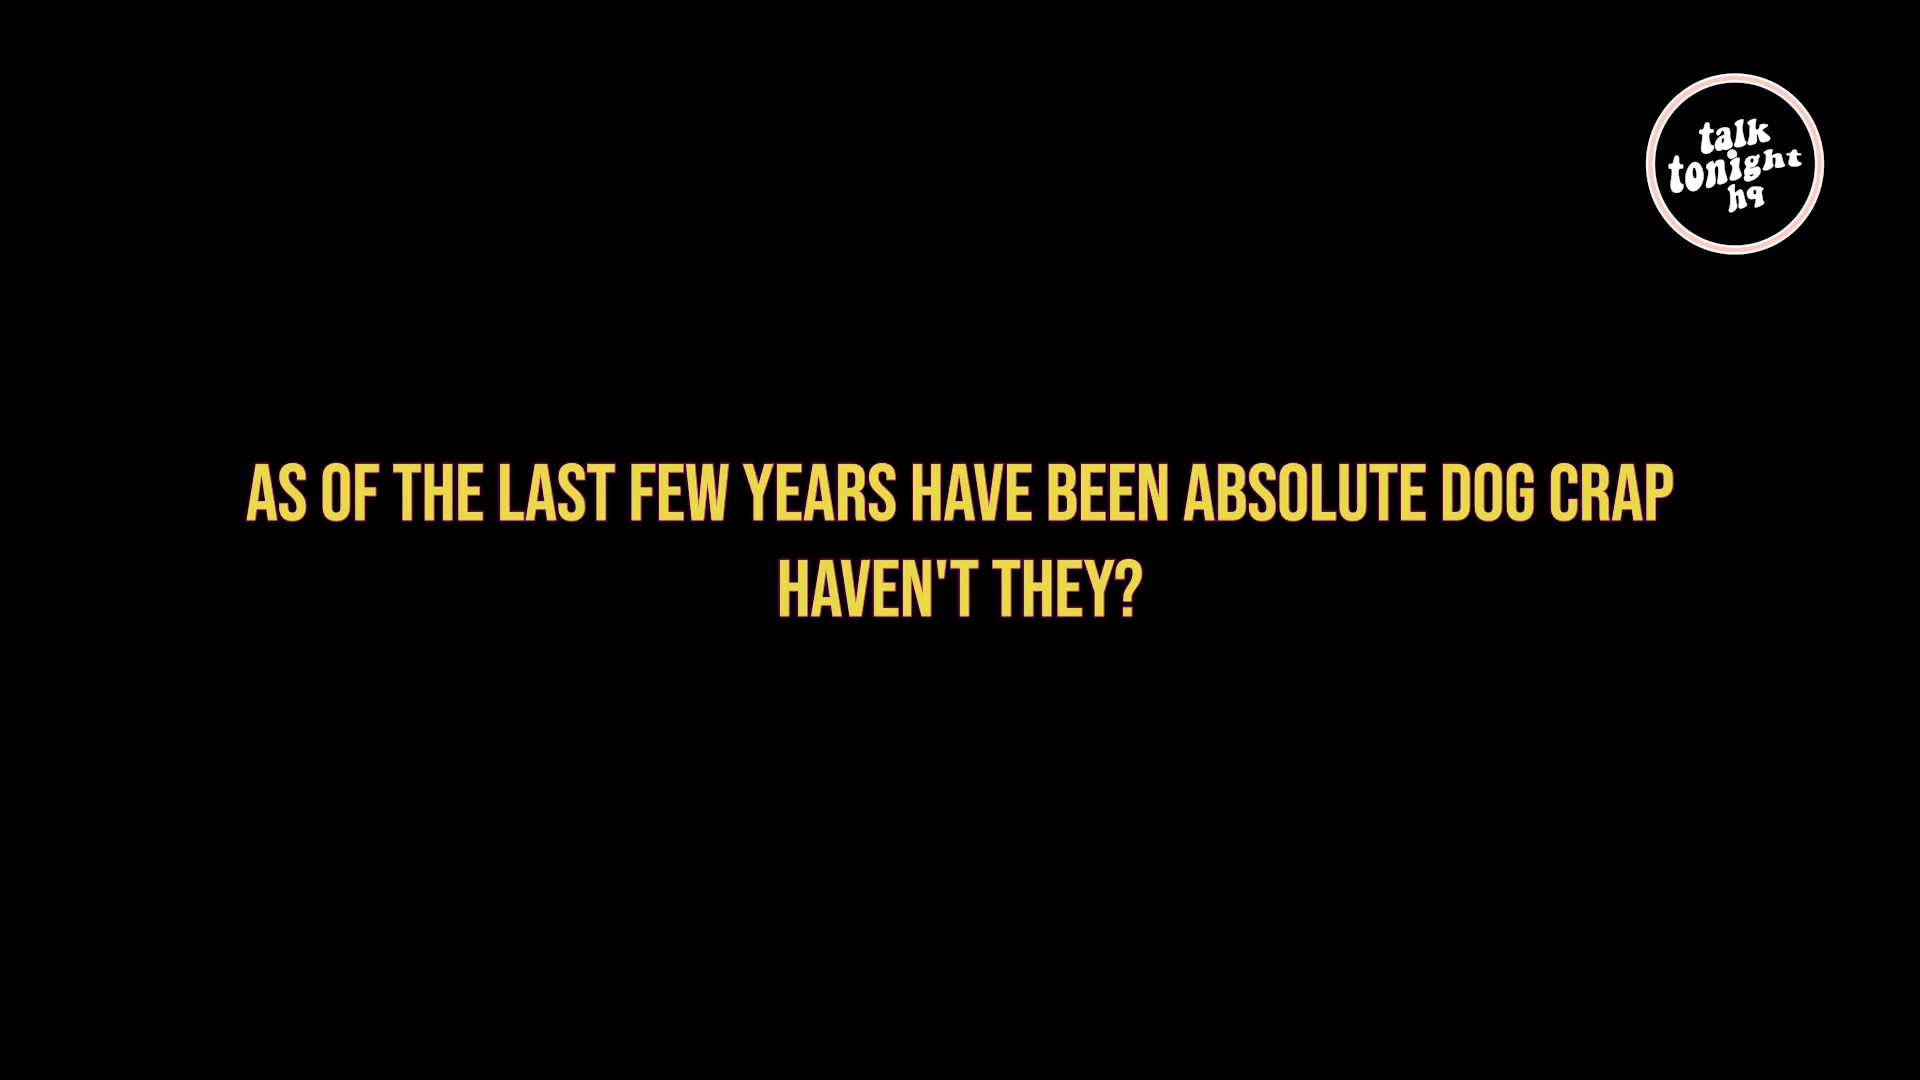 talk
tonight
hq
AS OF THE LAST FEW YEARS HAVE BEEN ABSOLUTE DOG CRAP
HAVEN'T THEY?